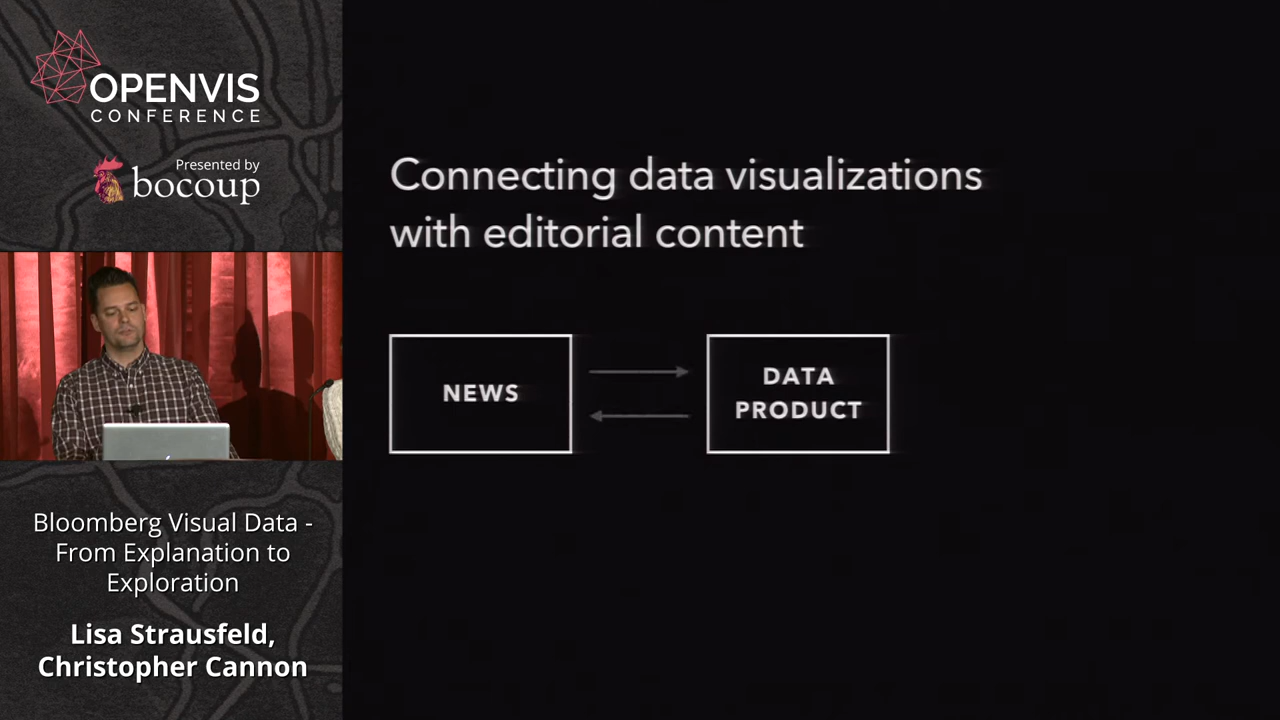 OPENVIS
CONFERENCE
Presented by
bocoup
Bloomberg Visual Data -
From Explanation to
Exploration
Lisa Strausfeld,
Christopher Cannon
Connecting data visualizations
with editorial content
NEWS
DATA
PRODUCT